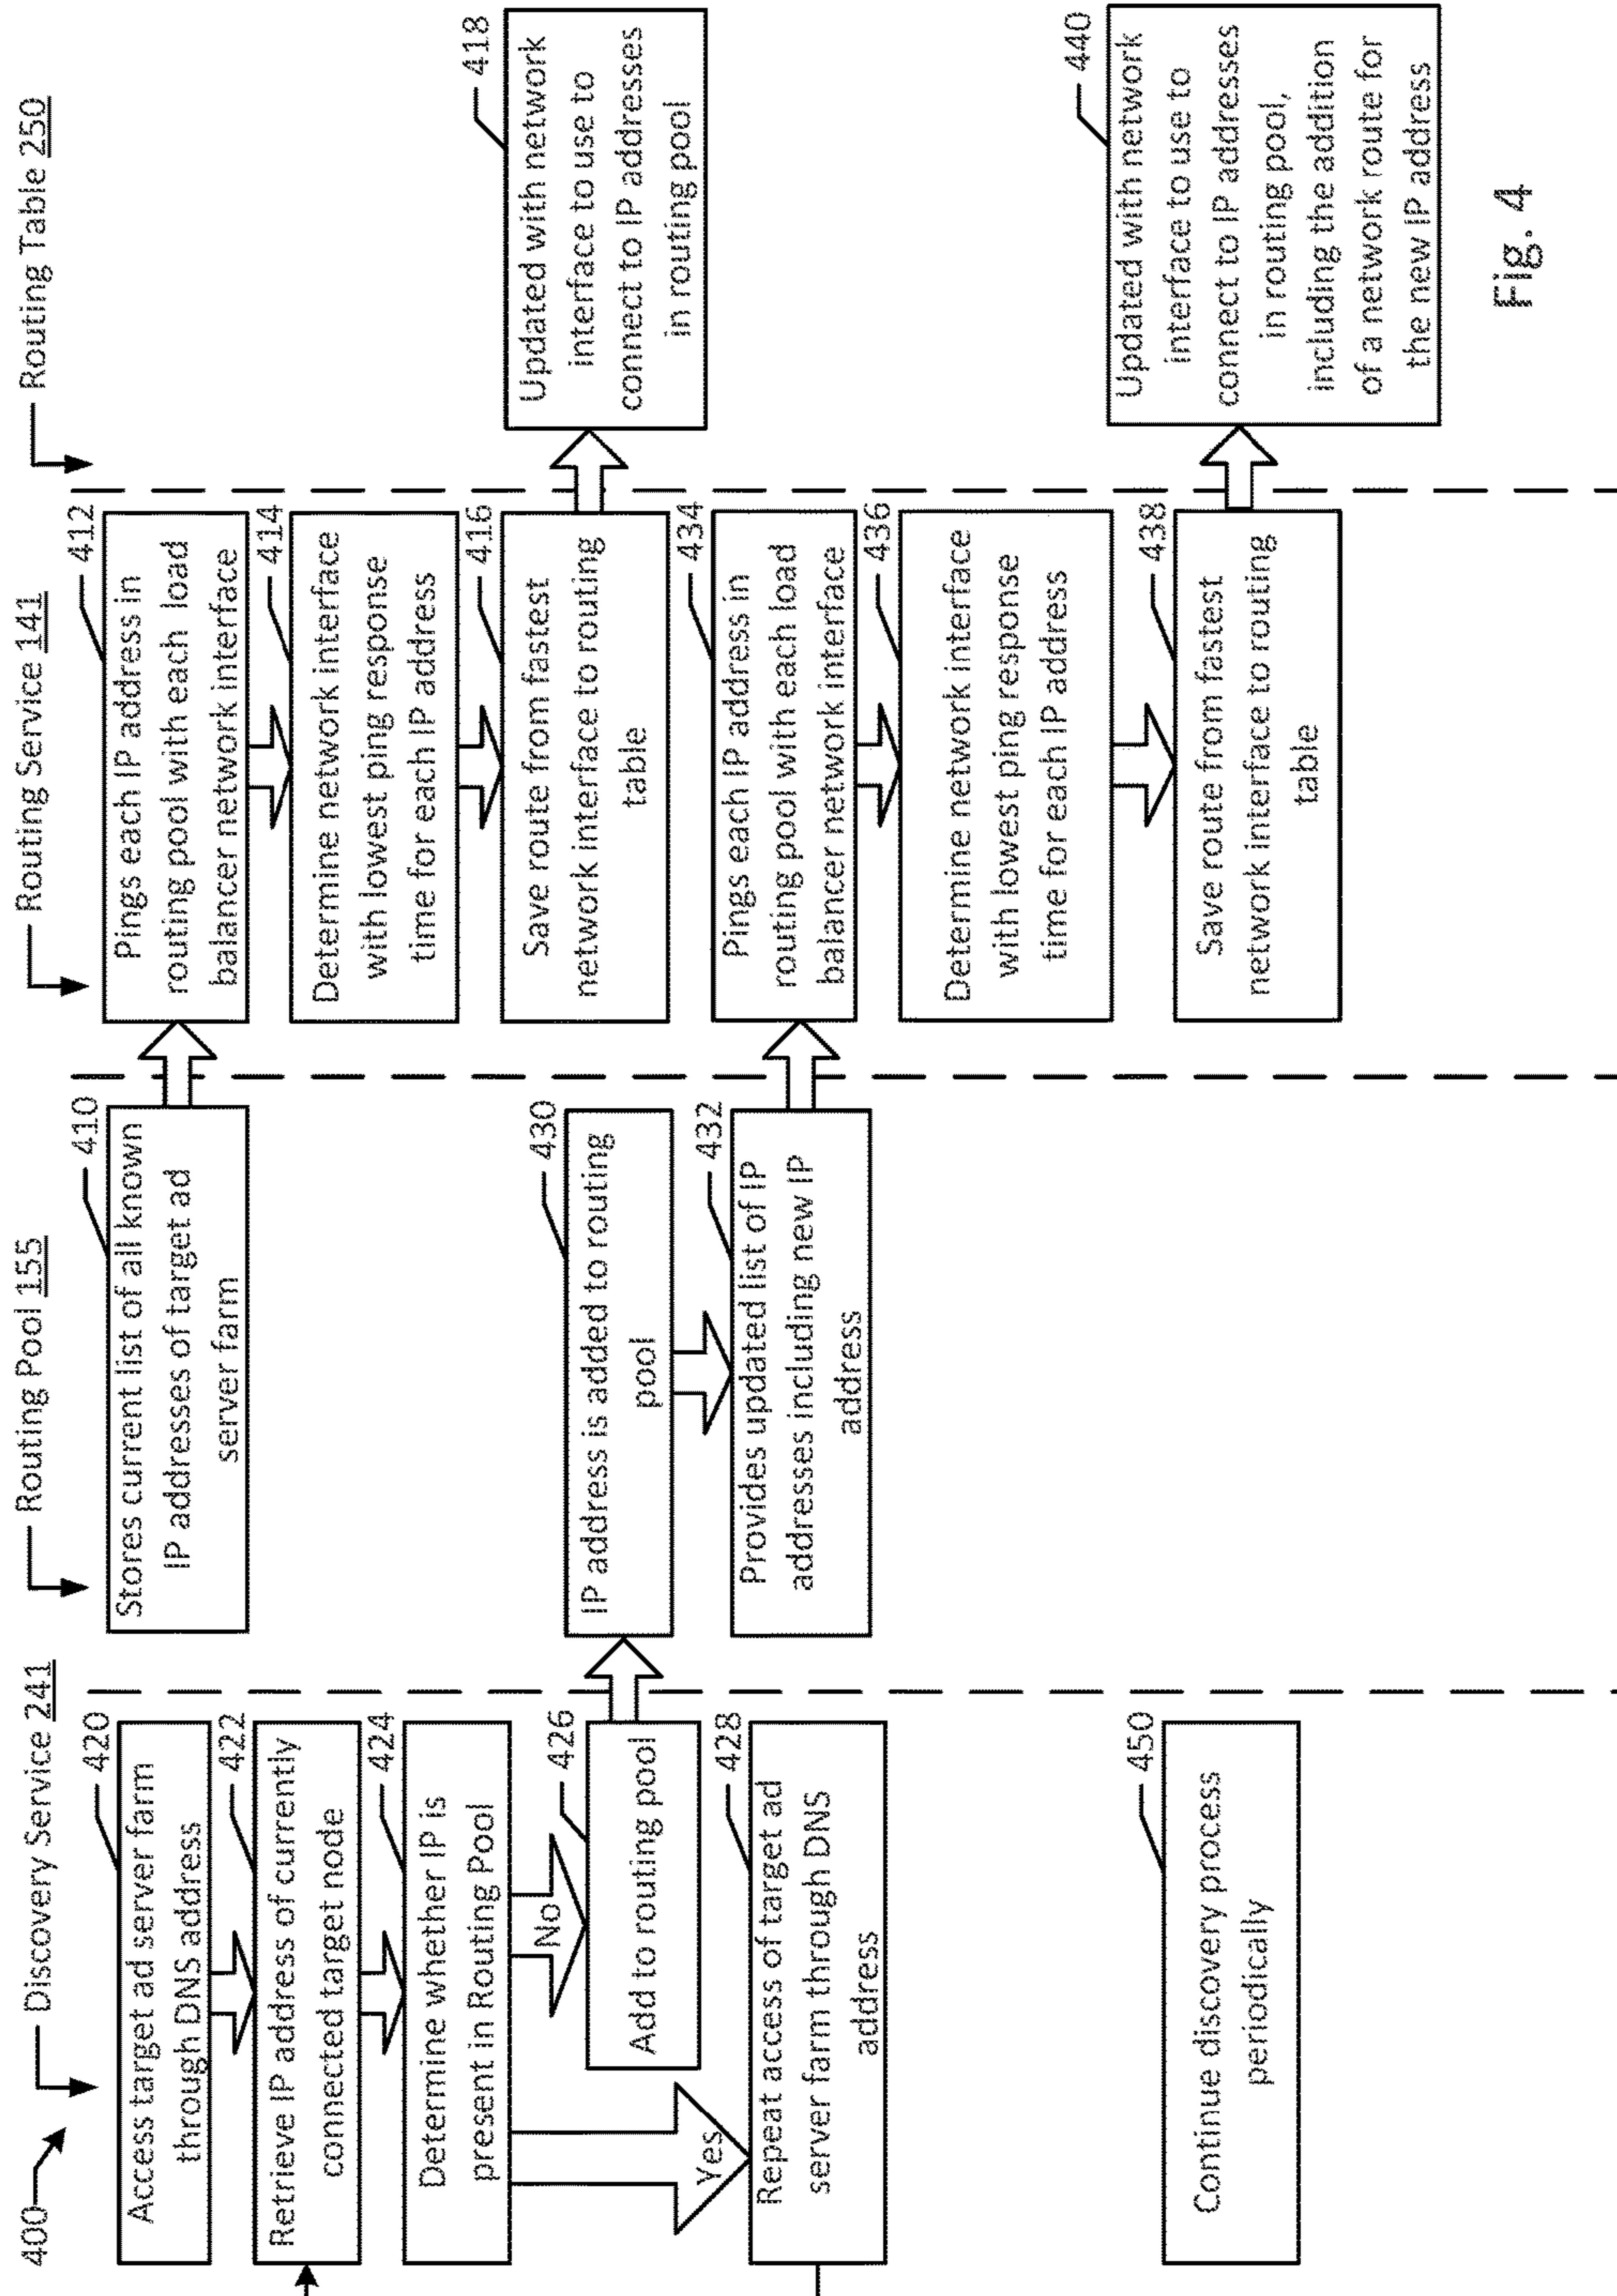 400
Discovery Service 241
420
Access target ad server farm
through DNS address
422
Retrieve IP address of currently
connected target node
424
Determine whether IP is
present in Routing Pool
No
426
Add to routing pool
Yes
428
Repeat access of target ad
server farm through DNS
address
450
Continue discovery process
periodically
Routing Pool 155
410
Stores current list of all known
IP addresses of target ad
server farm
430
IP address is added to routing
pool
432
Provides updated list of IP
addresses including new IP
address
Routing Service 141
412
Pings each IP address in
routing pool with each load
balancer network interface
414
Determine network interface
with lowest ping response
time for each IP address
416
Save route from fastest
network interface to routing
table
434
Pings each IP address in
routing pool with each load
balancer network interface
436
Determine network interface
with lowest ping response
time for each IP address
438
Save route from fastest
network interface to routing
table
Routing Table 250
418
Updated with network
interface to use to
connect to IP addresses
in routing pool
440
Updated with network
interface to use to
connect to IP addresses
in routing pool,
including the addition
of a network route for
the new IP address
Fig. 4